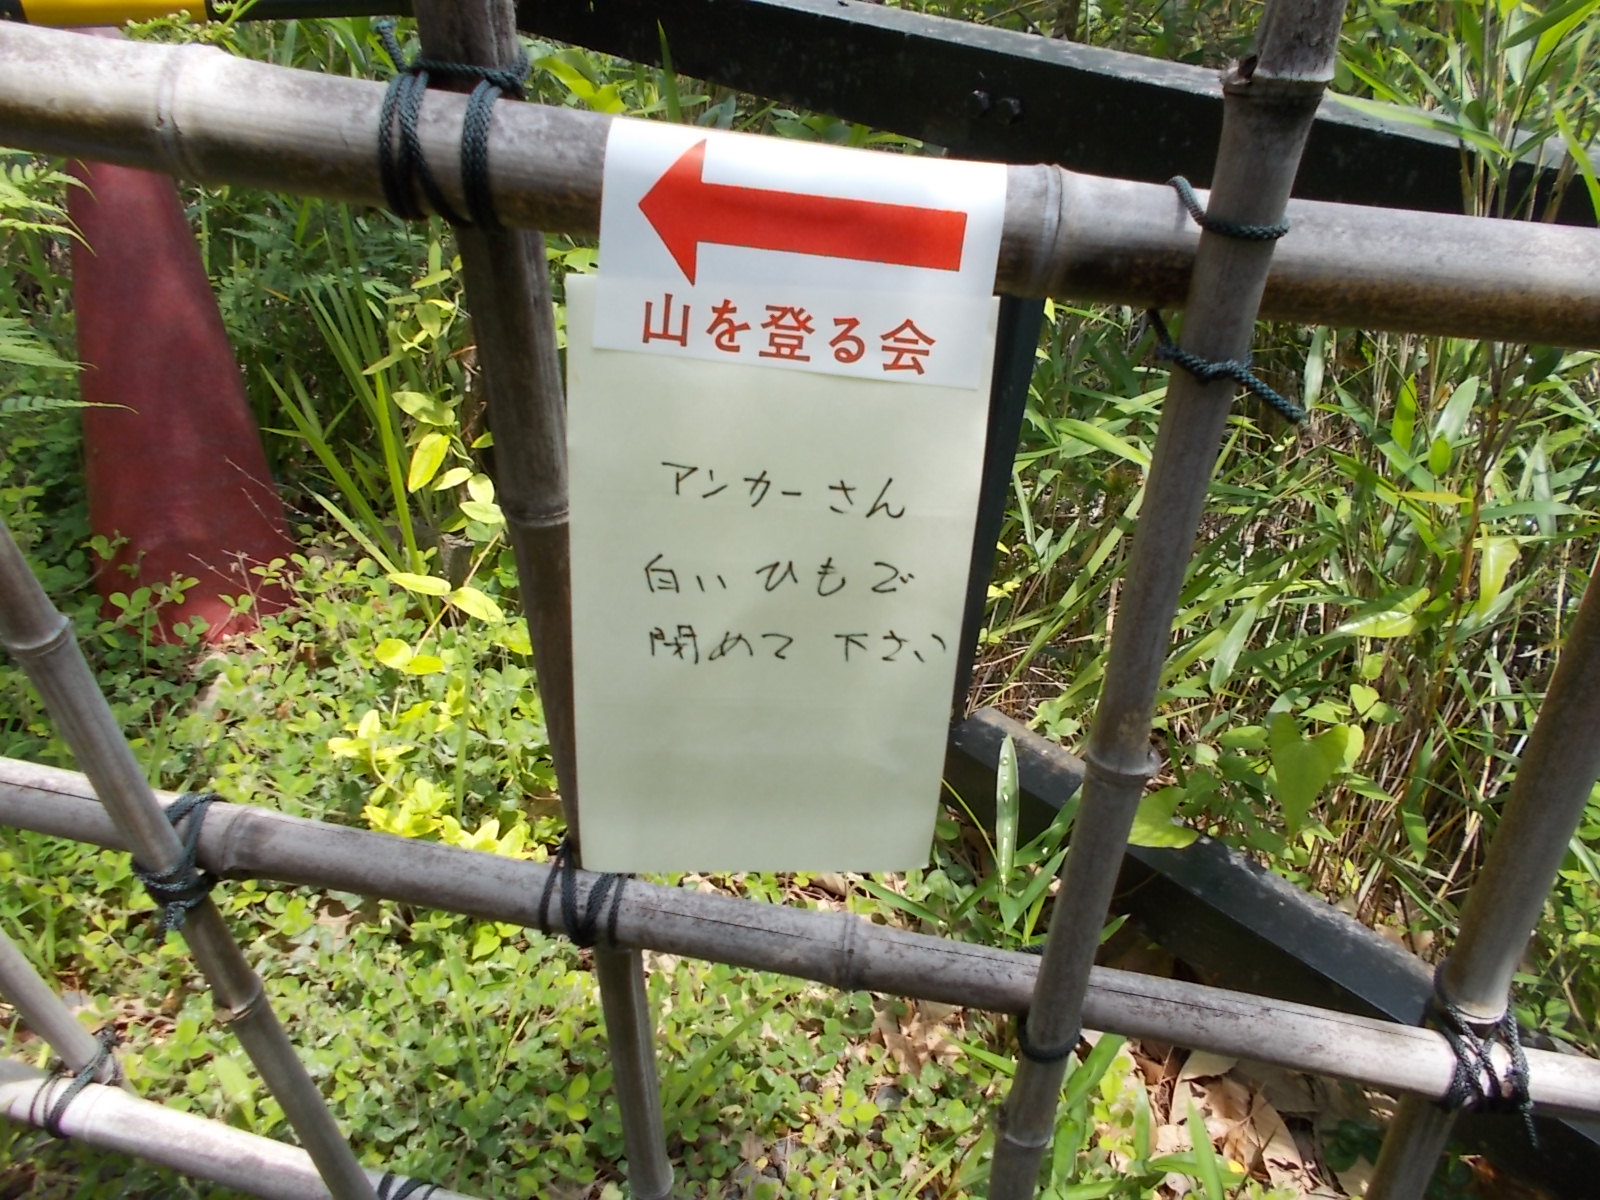 山を登る会
アンカーさん
白いひもで
閉めて下さい